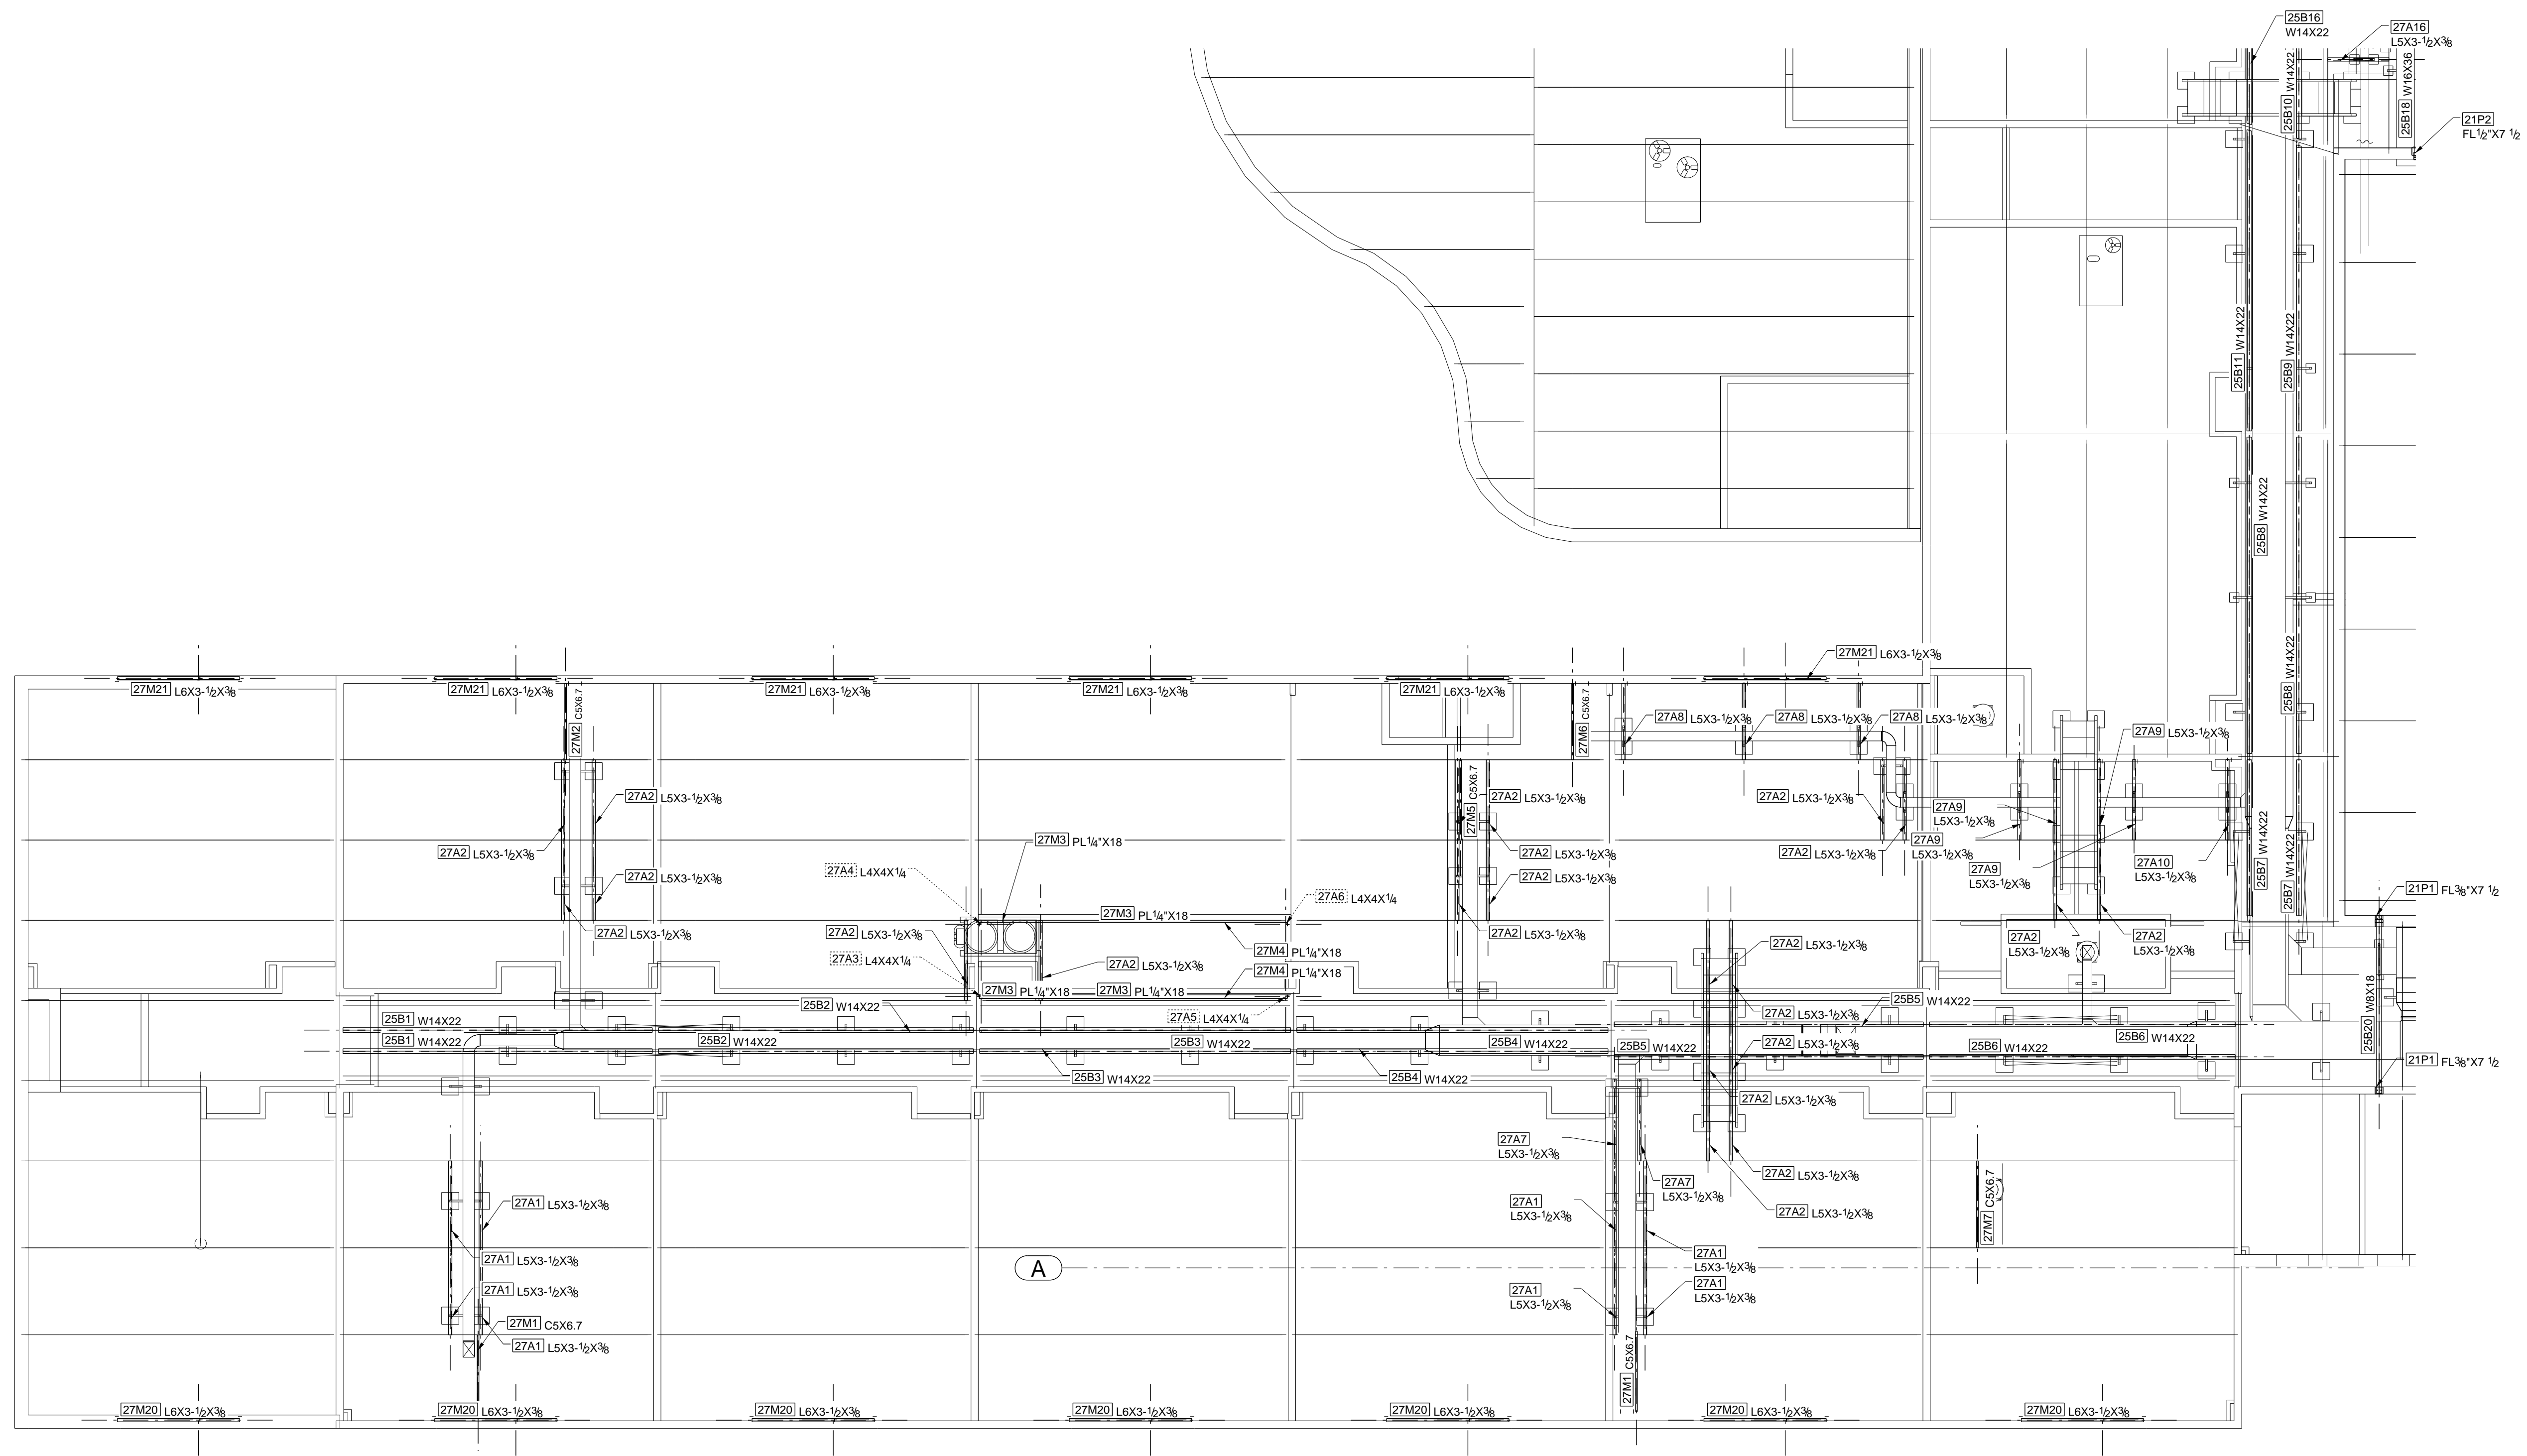 25B16
W14X22
27A16
L5X3-1/2X3/8
25B10 W14X22
25B18 W16X36
21P2
FL1/2"X7 1/2
25B11 W14X22
25B9 W14X22
25B8 W14X22
25B8 W14X22
27M21 L6X3-1/2X3/8
27M21 L6X3-1/2X3/8
27M21 L6X3-1/2X3/8
27M21 L6X3-1/2X3/8
27M21 L6X3-1/2X3/8
27M21 L6X3-1/2X3/8
27M2 C5X6.7
27M6 C5X6.7
27A8 L5X3-1/2X3/8
27A8 L5X3-1/2X3/8
27A8 L5X3-1/2X3/8
27A9 L5X3-1/2X3/8
27A2 L5X3-1/2X3/8
27M5 C5X6.7
27A2 L5X3-1/2X3/8
27A2 L5X3-1/2X3/8
27A9
L5X3-1/2X3/8
27A2 L5X3-1/2X3/8
27M3 PL1/4"X18
27A2 L5X3-1/2X3/8
27A2 L5X3-1/2X3/8
27A9
L5X3-1/2X3/8
27A9
L5X3-1/2X3/8
27A10
L5X3-1/2X3/8
25B7 W14X22
25B7 W14X22
27A4 L4X4X1/4
27A2 L5X3-1/2X3/8
27A2 L5X3-1/2X3/8
27A6 L4X4X1/4
21P1 FL3/8"X7 1/2
27M3 PL1/4"X18
27A2 L5X3-1/2X3/8
27A2 L5X3-1/2X3/8
27A2 L5X3-1/2X3/8
27A2 L5X3-1/2X3/8
27A2
L5X3-1/2X3/8
27A2
L5X3-1/2X3/8
27M4 PL1/4"X18
27A3 L4X4X1/4
27A2 L5X3-1/2X3/8
27M4 PL1/4"X18
27M3 PL1/4"X18
27M3 PL1/4"X18
25B2 W14X22
25B5 W14X22
27A5 L4X4X1/4
27A2 L5X3-1/2X3/8
25B1 W14X22
25B1 W14X22
25B2 W14X22
25B3 W14X22
25B4 W14X22
25B5 W14X22
27A2 L5X3-1/2X3/8
25B6 W14X22
25B6 W14X22
25B20 W8X18
21P1 FL3/8"X7 1/2
25B3 W14X22
25B4 W14X22
27A2 L5X3-1/2X3/8
27A7
L5X3-1/2X3/8
27A2 L5X3-1/2X3/8
27A7
L5X3-1/2X3/8
27A1 L5X3-1/2X3/8
27A1
L5X3-1/2X3/8
27A2 L5X3-1/2X3/8
27M7 C5X6.7
27A1 L5X3-1/2X3/8
27A1
L5X3-1/2X3/8
A
27A1 L5X3-1/2X3/8
27A1
L5X3-1/2X3/8
27A1
L5X3-1/2X3/8
27M1 C5X6.7
27A1 L5X3-1/2X3/8
27M1 C5X6.7
27M20 L6X3-1/2X3/8
27M20 L6X3-1/2X3/8
27M20 L6X3-1/2X3/8
27M20 L6X3-1/2X3/8
27M20 L6X3-1/2X3/8
27M20 L6X3-1/2X3/8
27M20 L6X3-1/2X3/8